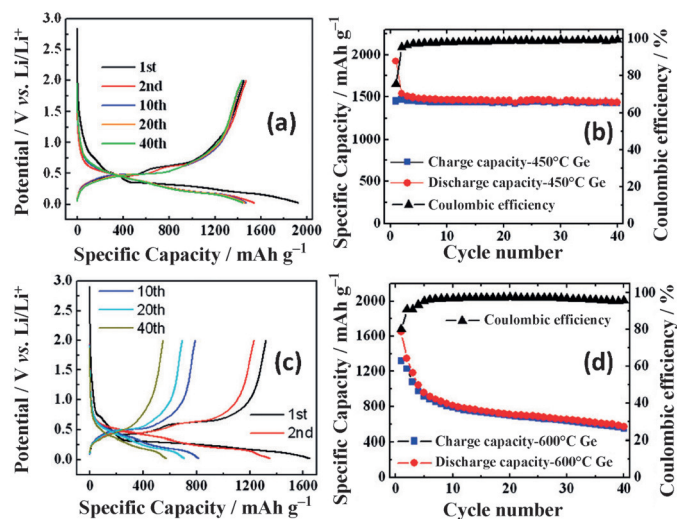 3.0
2.5
2.0
1.5
1.0
0.5
0.0
Potential / V vs. Li/Li+
1st
2nd
10th
20th
40th
(a)
0 400 800 1200 1600 2000
Specific Capacity / mAh g–1
2000
1500
1000
500
0
Specific Capacity / mAh g–1
(b)
Charge capacity-450°C Ge
Discharge capacity-450°C Ge
Coulombic efficiency
100
80
60
40
20
0
Coulombic efficiency / %
0 10 20 30 40
Cycle number
3.0
2.5
2.0
1.5
1.0
0.5
0.0
Potential / V vs. Li/Li+
10th
20th
40th
(c)
1st
2nd
0 400 800 1200 1600
Specific Capacity / mAh g–1
2000
1600
1200
800
400
Specific Capacity / mAh g–1
Coulombic efficiency
(d)
Charge capacity-600°C Ge
Discharge capacity-600°C Ge
100
80
60
40
20
0
Coulombic efficiency / %
0 10 20 30 40
Cycle number